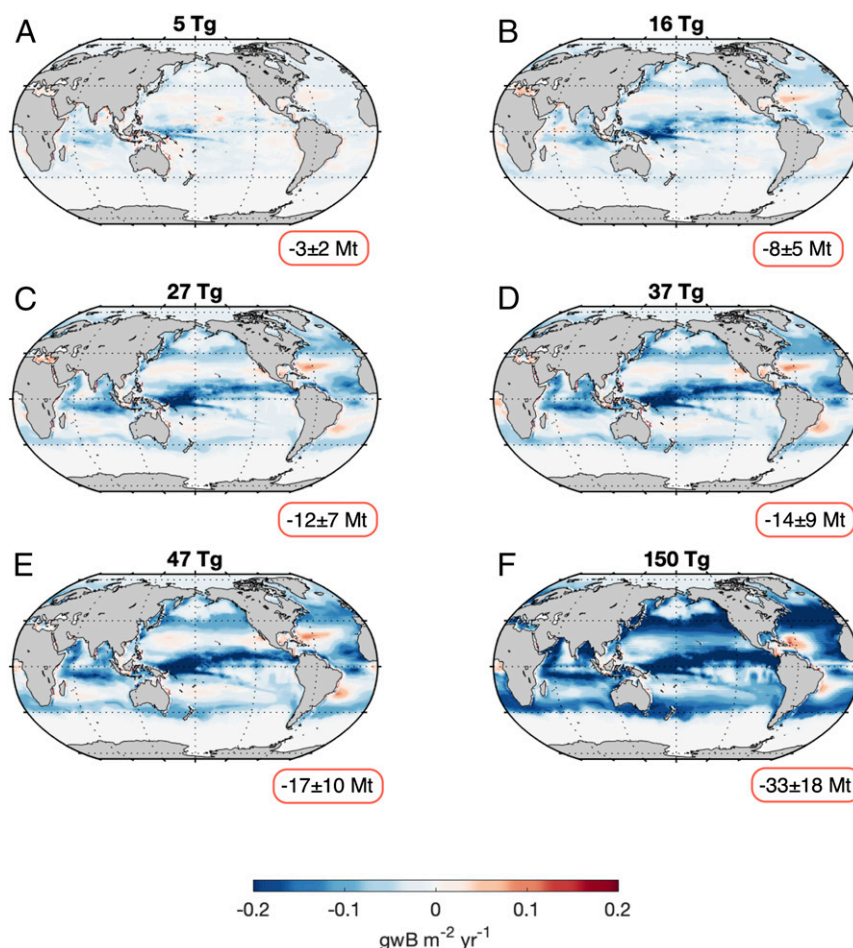 A
5 Tg
-3±2 Mt
B
16 Tg
-8±5 Mt
C
27 Tg
-12±7 Mt
D
37 Tg
-14±9 Mt
E
47 Tg
-17±10 Mt
F
150 Tg
-33±18 Mt
-0.2 -0.1 0 0.1 0.2
gwB m⁻² yr⁻¹